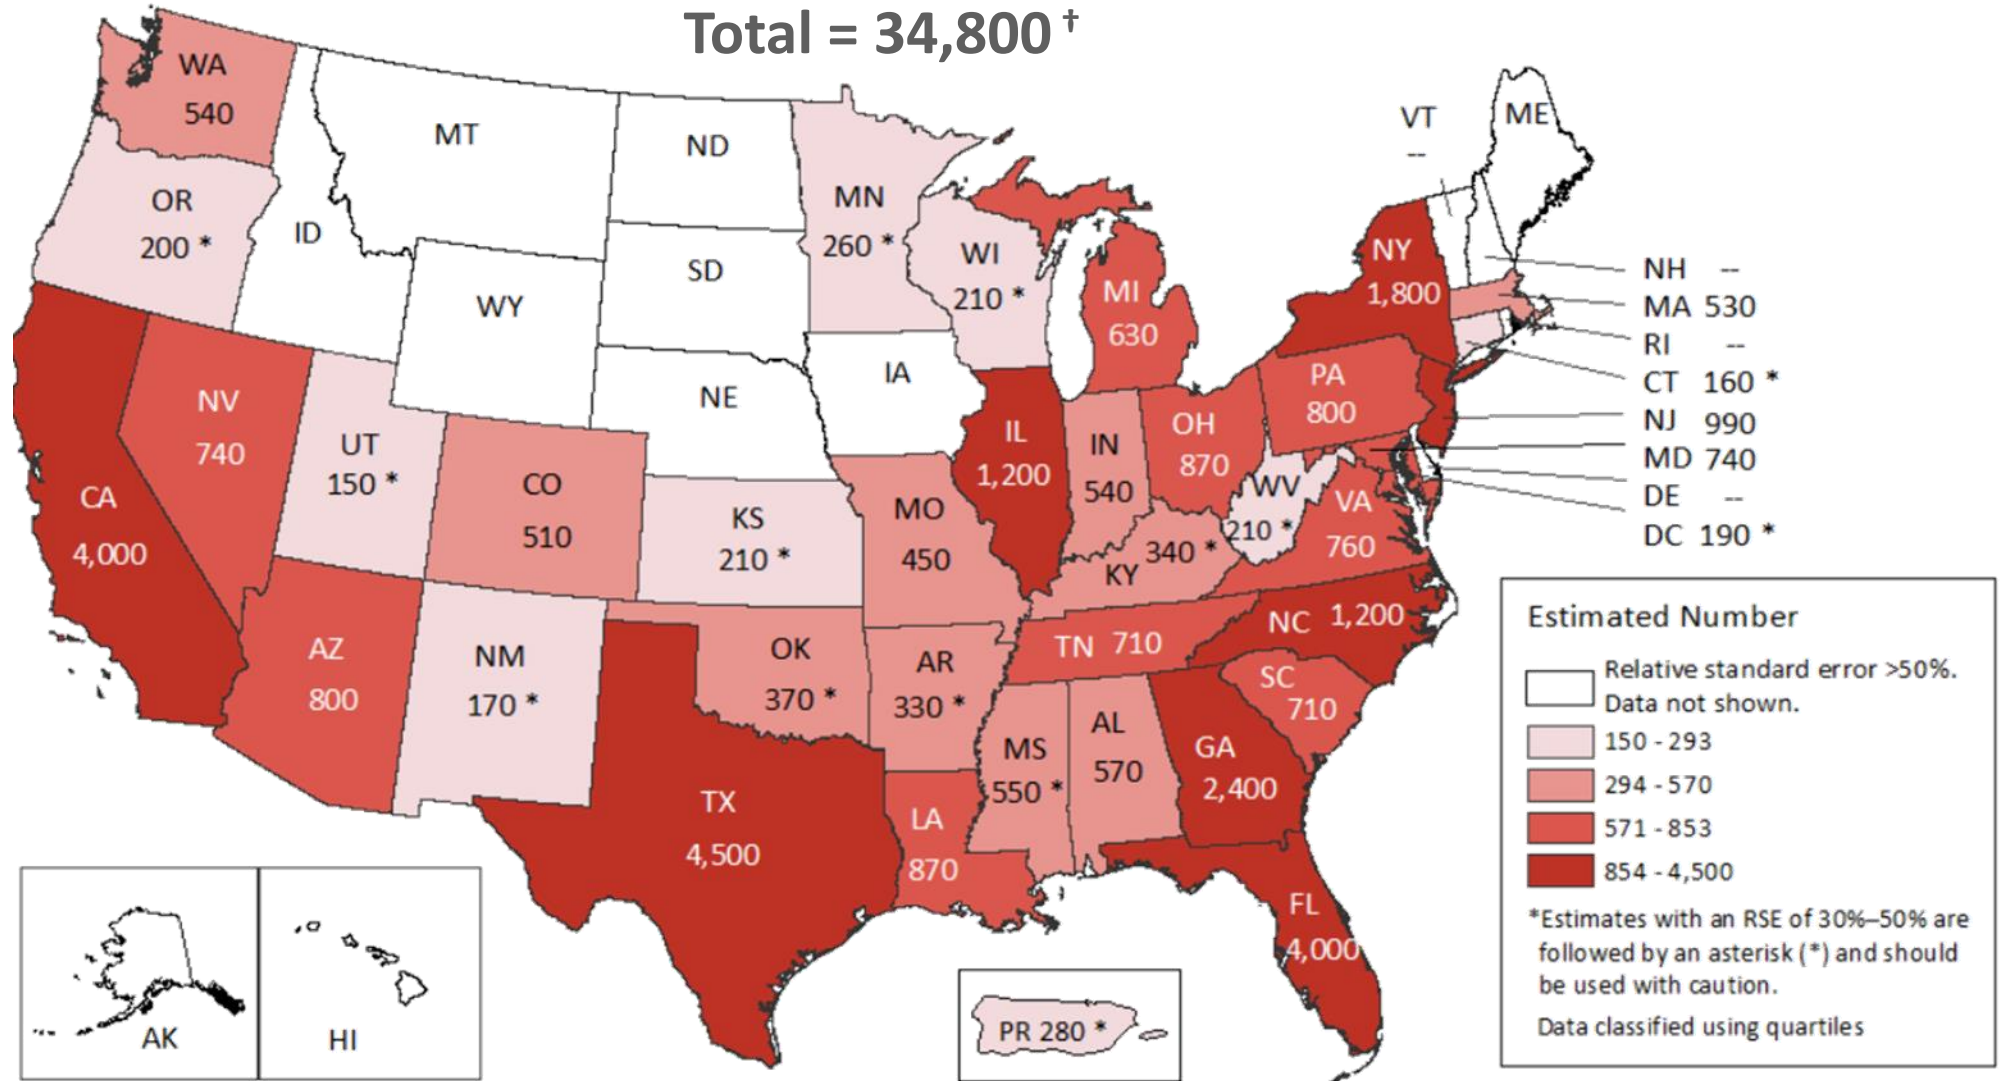 Total = 34,800 †
WA
540
OR
200 *
ID
MT
ND
MN
260 *
WI
210 *
SD
WY
MI
630
VT
--
ME
NY
1,800
NH --
MA 530
RI --
CT 160 *
NJ 990
MD 740
DE --
DC 190 *
NV
740
UT
150 *
CO
510
NE
IA
IL
1,200
IN
540
OH
870
PA
800
WV
210 *
VA
760
CA
4,000
KS
210 *
MO
450
340 *
KY
AZ
800
NM
170 *
OK
370 *
AR
330 *
TN 710
NC 1,200
SC
710
MS
550 *
AL
570
GA
2,400
TX
4,500
LA
870
FL
4,000
AK
HI
PR 280 *
Estimated Number
Relative standard error >50%.
Data not shown.
150 - 293
294 - 570
571 - 853
854 - 4,500
*Estimates with an RSE of 30%–50% are
followed by an asterisk (*) and should
be used with caution.
Data classified using quartiles